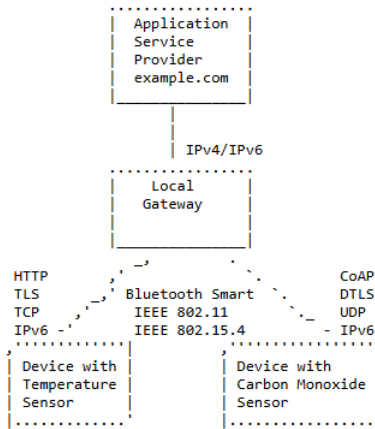 Application
Service
Provider
example.com
IPv4/IPv6
Local
Gateway
HTTP CoAP
TLS Bluetooth Smart DTLS
TCP IEEE 802.11 UDP
IPv6 IEEE 802.15.4 IPv6
Device with Device with
Temperature Carbon Monoxide
Sensor Sensor